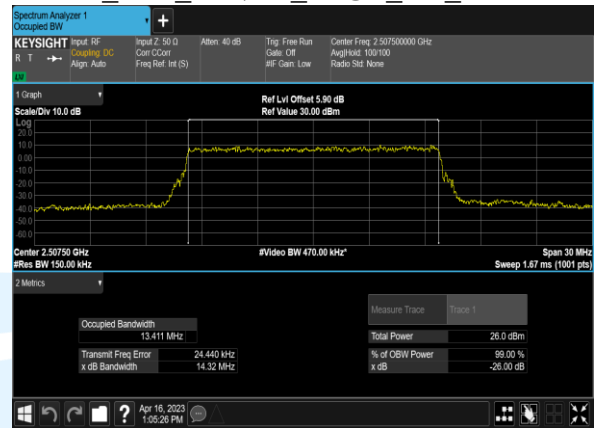 Spectrum Analyzer 1
Occupied BW
KEYSIGHT Input: RF Input Z: 50 Ω Atten: 40 dB Trig: Free Run Center Freq: 2.507500000 GHz
R T Coupling: DC Corr CCorr Gate: Off Avg|Hold: 100/100
Align: Auto Freq Ref: Int (S) #IF Gain: Low Radio Std: None
1 Graph
Ref Lvl Offset 5.90 dB
Scale/Div 10.0 dB Ref Value 30.00 dBm
Log
20.0
10.0
0.00
-10.0
-20.0
-30.0
-40.0
-50.0
-60.0
Center 2.50750 GHz #Video BW 470.00 kHz* Span 30 MHz
#Res BW 150.00 kHz Sweep 1.67 ms (1001 pts)
2 Metrics
Measure Trace Trace 1
Occupied Bandwidth
13.411 MHz Total Power 26.0 dBm
Transmit Freq Error 24.440 kHz % of OBW Power 99.00 %
x dB Bandwidth 14.32 MHz x dB -26.00 dB
Apr 16, 2023
1:05:26 PM